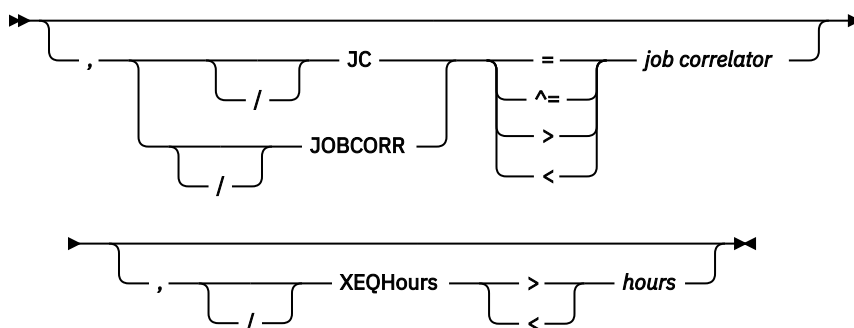 , JC = job correlator
/ ^=
JOBCORR >
/ <
, XEQHours > hours
/ <